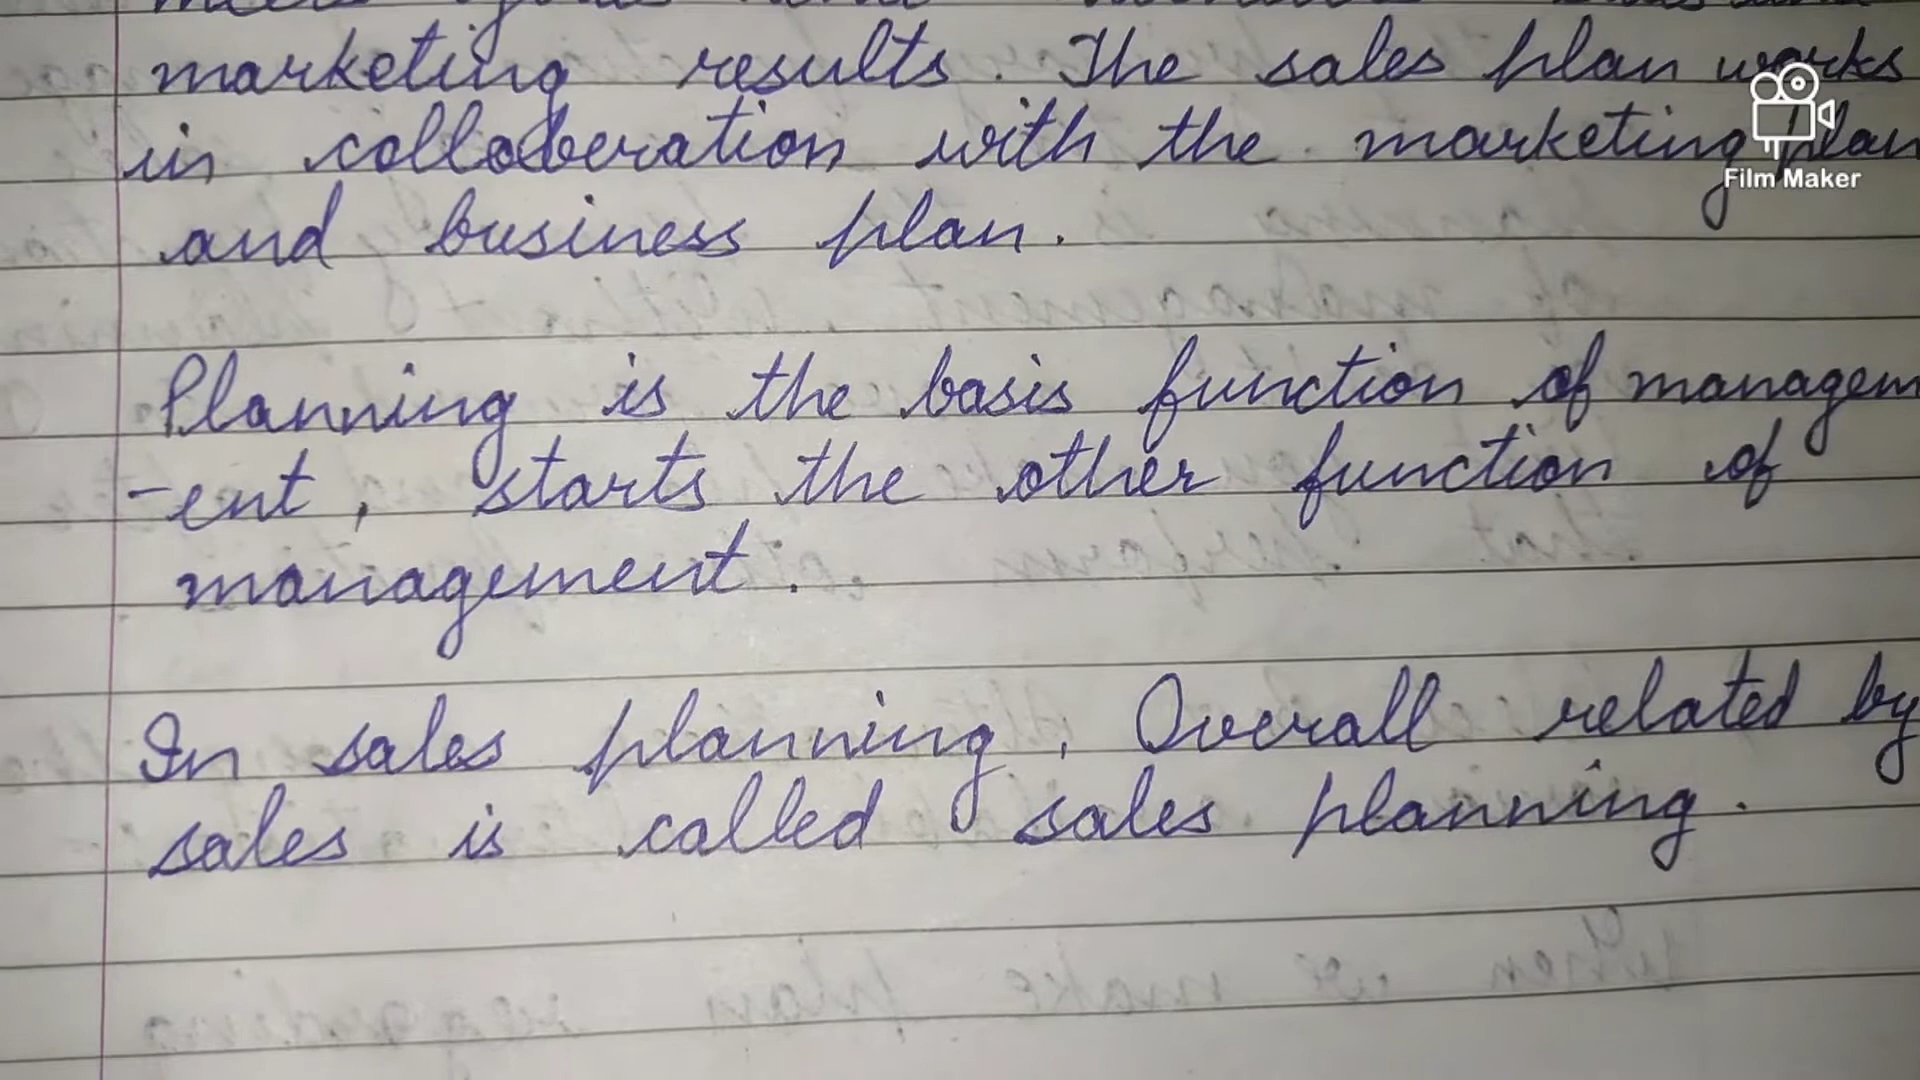 marketing results. The sales plan works
in colloberation with the marketing plan
and business plan.
Planning is the basis function of managem
-ent, starts the other function of
management.
In sales planning, Overall related by
sales is called sales planning.
Film Maker